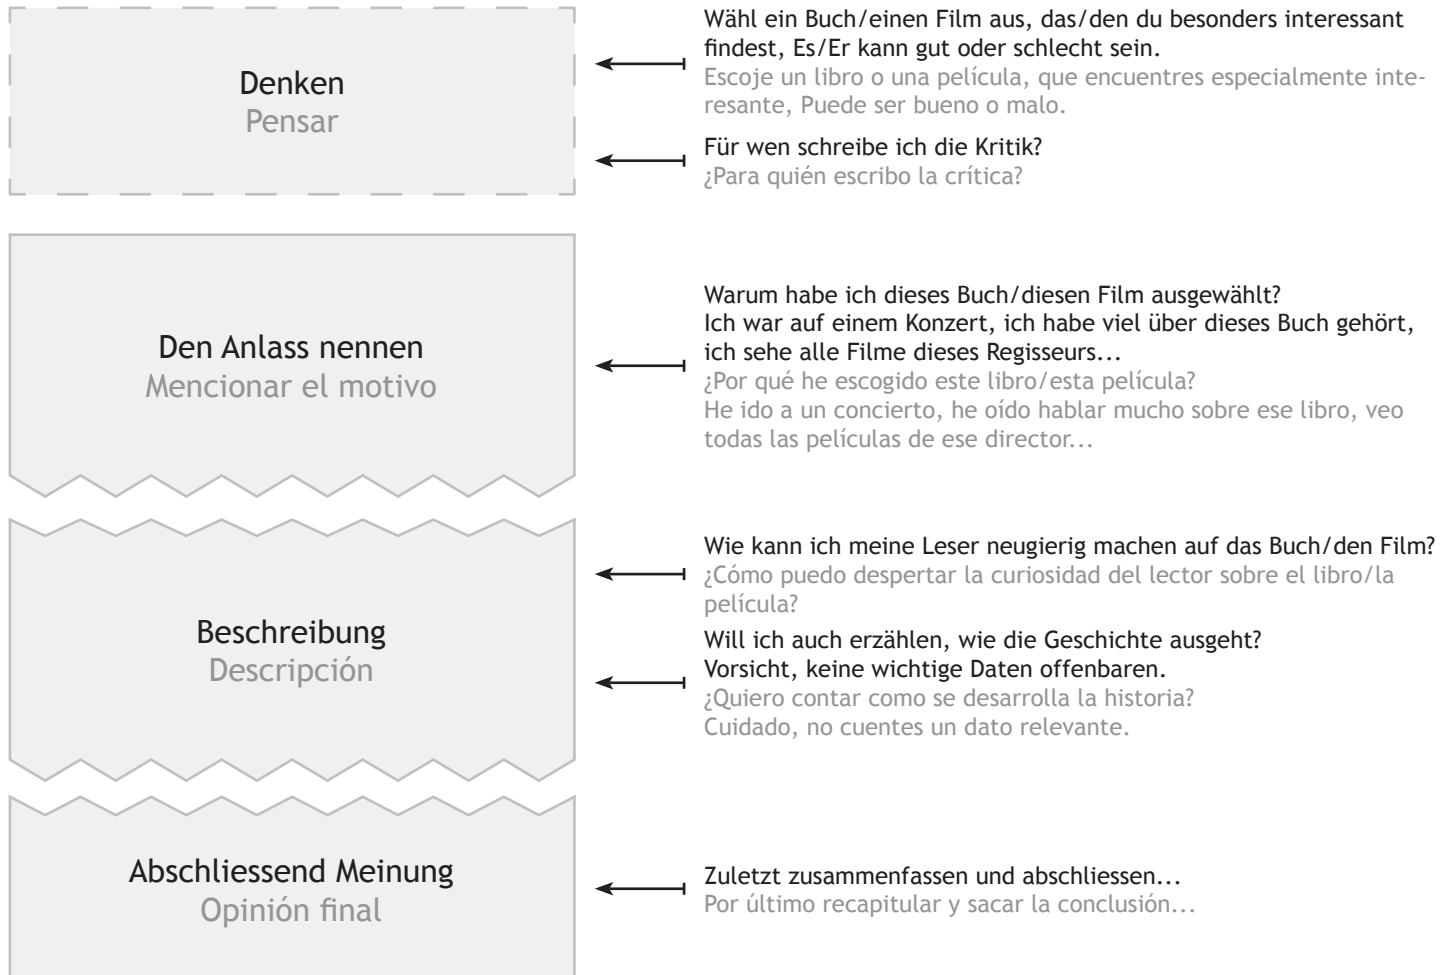 Denken
Pensar
Wähl ein Buch/einen Film aus, das/den du besonders interessant
findest, Es/Er kann gut oder schlecht sein.
Escoje un libro o una película, que encuentres especialmente inte-
resante, Puede ser bueno o malo.
Für wen schreibe ich die Kritik?
¿Para quién escribo la crítica?
Den Anlass nennen
Mencionar el motivo
Warum habe ich dieses Buch/diesen Film ausgewählt?
Ich war auf einem Konzert, ich habe viel über dieses Buch gehört,
ich sehe alle Filme dieses Regisseurs...
¿Por qué he escogido este libro/esta película?
He ido a un concierto, he oído hablar mucho sobre ese libro, veo
todas las películas de ese director...
Beschreibung
Descripción
Wie kann ich meine Leser neugierig machen auf das Buch/den Film?
¿Cómo puedo despertar la curiosidad del lector sobre el libro/la
película?
Will ich auch erzählen, wie die Geschichte ausgeht?
Vorsicht, keine wichtige Daten offenbaren.
¿Quiero contar como se desarrolla la historia?
Cuidado, no cuentes un dato relevante.
Abschliessend Meinung
Opinión final
Zuletzt zusammenfassen und abschliessen...
Por último recapitular y sacar la conclusión...